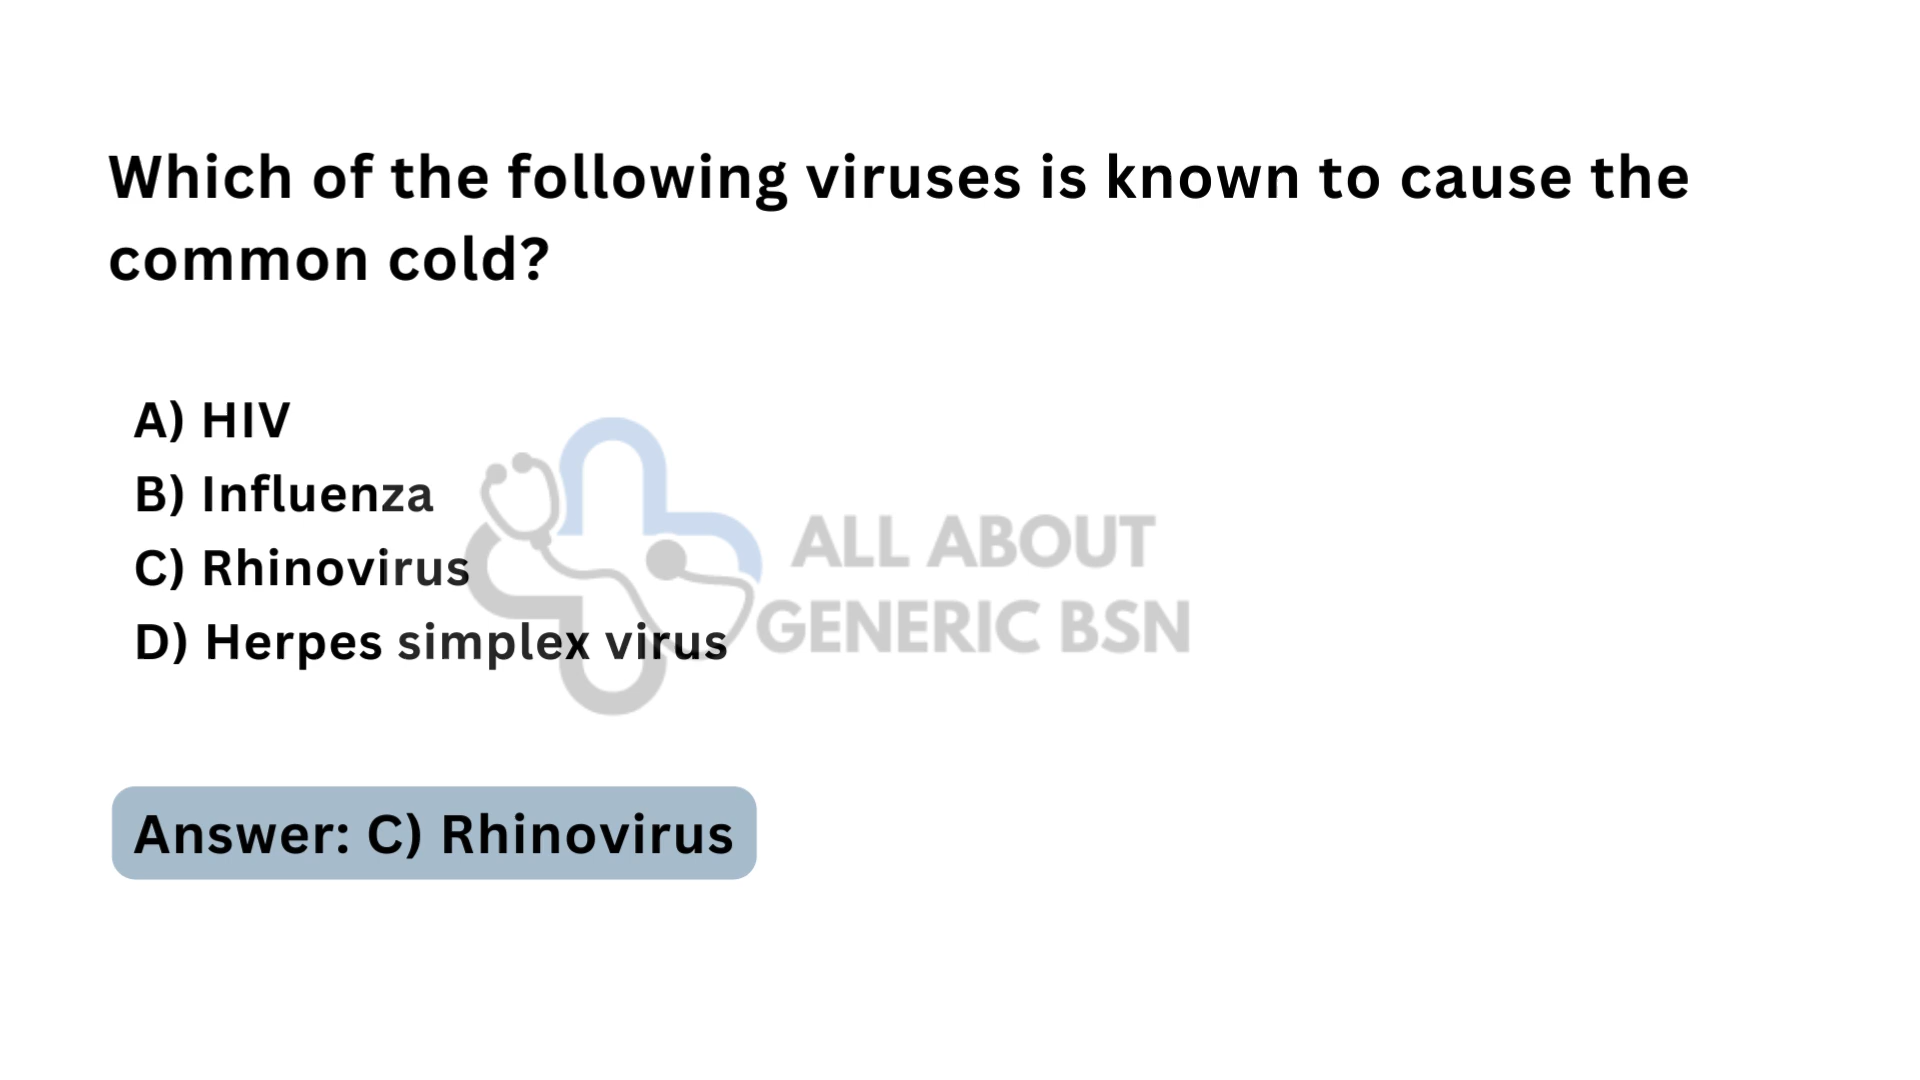 Which of the following viruses is known to cause the
common cold?
A) HIV
B) Influenza
C) Rhinovirus
D) Herpes simplex virus
ALL ABOUT
GENERIC BSN
Answer: C) Rhinovirus